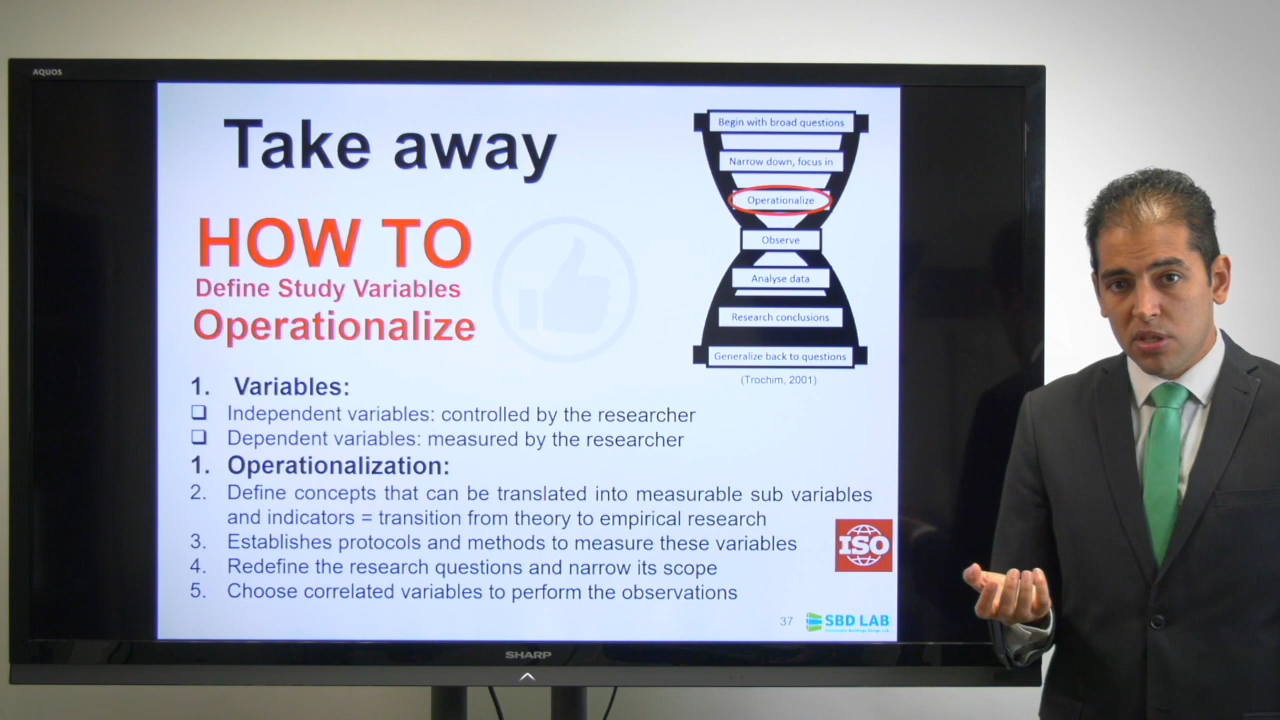 AQUOS
Take away
HOW TO
Define Study Variables
Operationalize
Begin with broad questions
Narrow down, focus in
Operationalize
Observe
Analyse data
Research conclusions
Generalize back to questions
(Trochim, 2001)
1. Variables:
❑ Independent variables: controlled by the researcher
❑ Dependent variables: measured by the researcher
1. Operationalization:
2. Define concepts that can be translated into measurable sub variables
and indicators = transition from theory to empirical research
3. Establishes protocols and methods to measure these variables
4. Redefine the research questions and narrow its scope
5. Choose correlated variables to perform the observations
ISO
37
SBD LAB
Sustainable Buildings Design Lab
SHARP